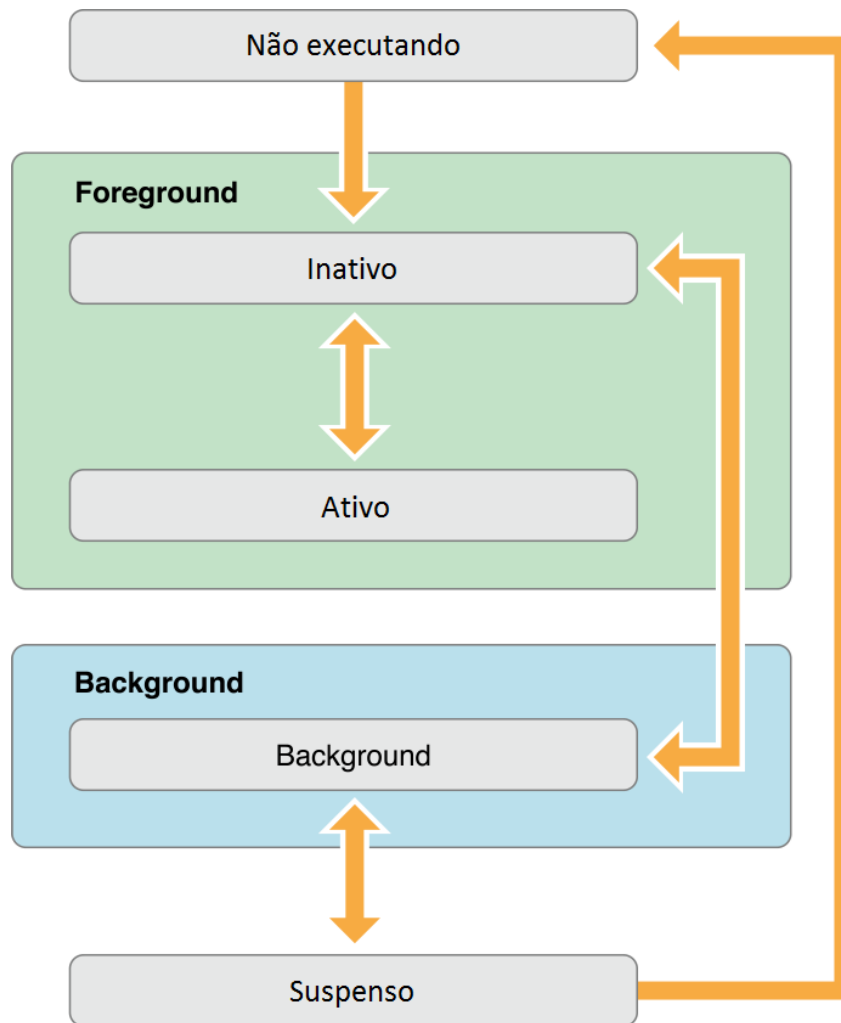 Não executando
Foreground
Inativo
Ativo
Background
Background
Suspenso